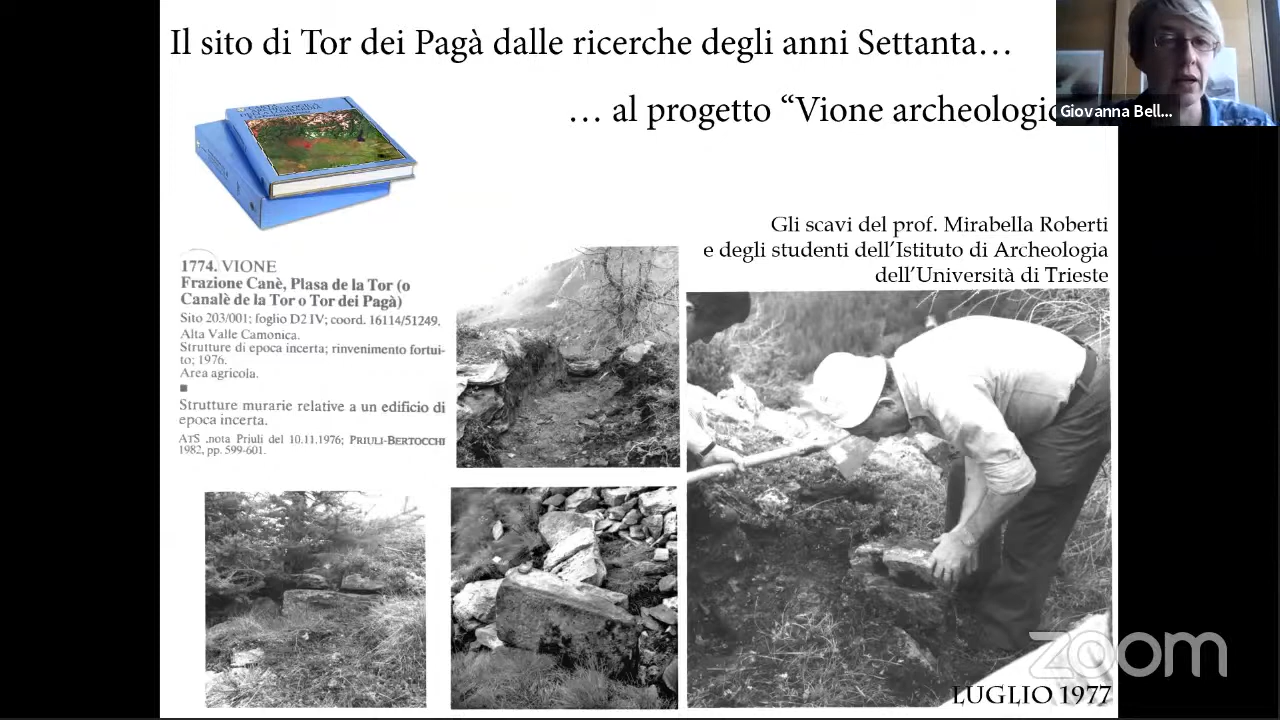 Il sito di Tor dei Pagà dalle ricerche degli anni Settanta…
… al progetto “Vione archeologic
Giovanna Bell...
Gli scavi del prof. Mirabella Roberti
e degli studenti dell’Istituto di Archeologia
dell’Università di Trieste
1774. VIONE
Frazione Canè, Plasa de la Tor (o
Canalè de la Tor o Tor dei Pagà)
Sito 203/001; foglio D2 IV; coord. 16114/51249.
Alta Valle Camonica.
Strutture di epoca incerta; rinvenimento fortui-
to; 1976.
Area agricola.
Strutture murarie relative a un edificio di
epoca incerta.
ATS .nota Priuli del 10.11.1976; PRIULI-BERTOCCHI
1982, pp. 599-601.
LUGLIO 1977
zoom